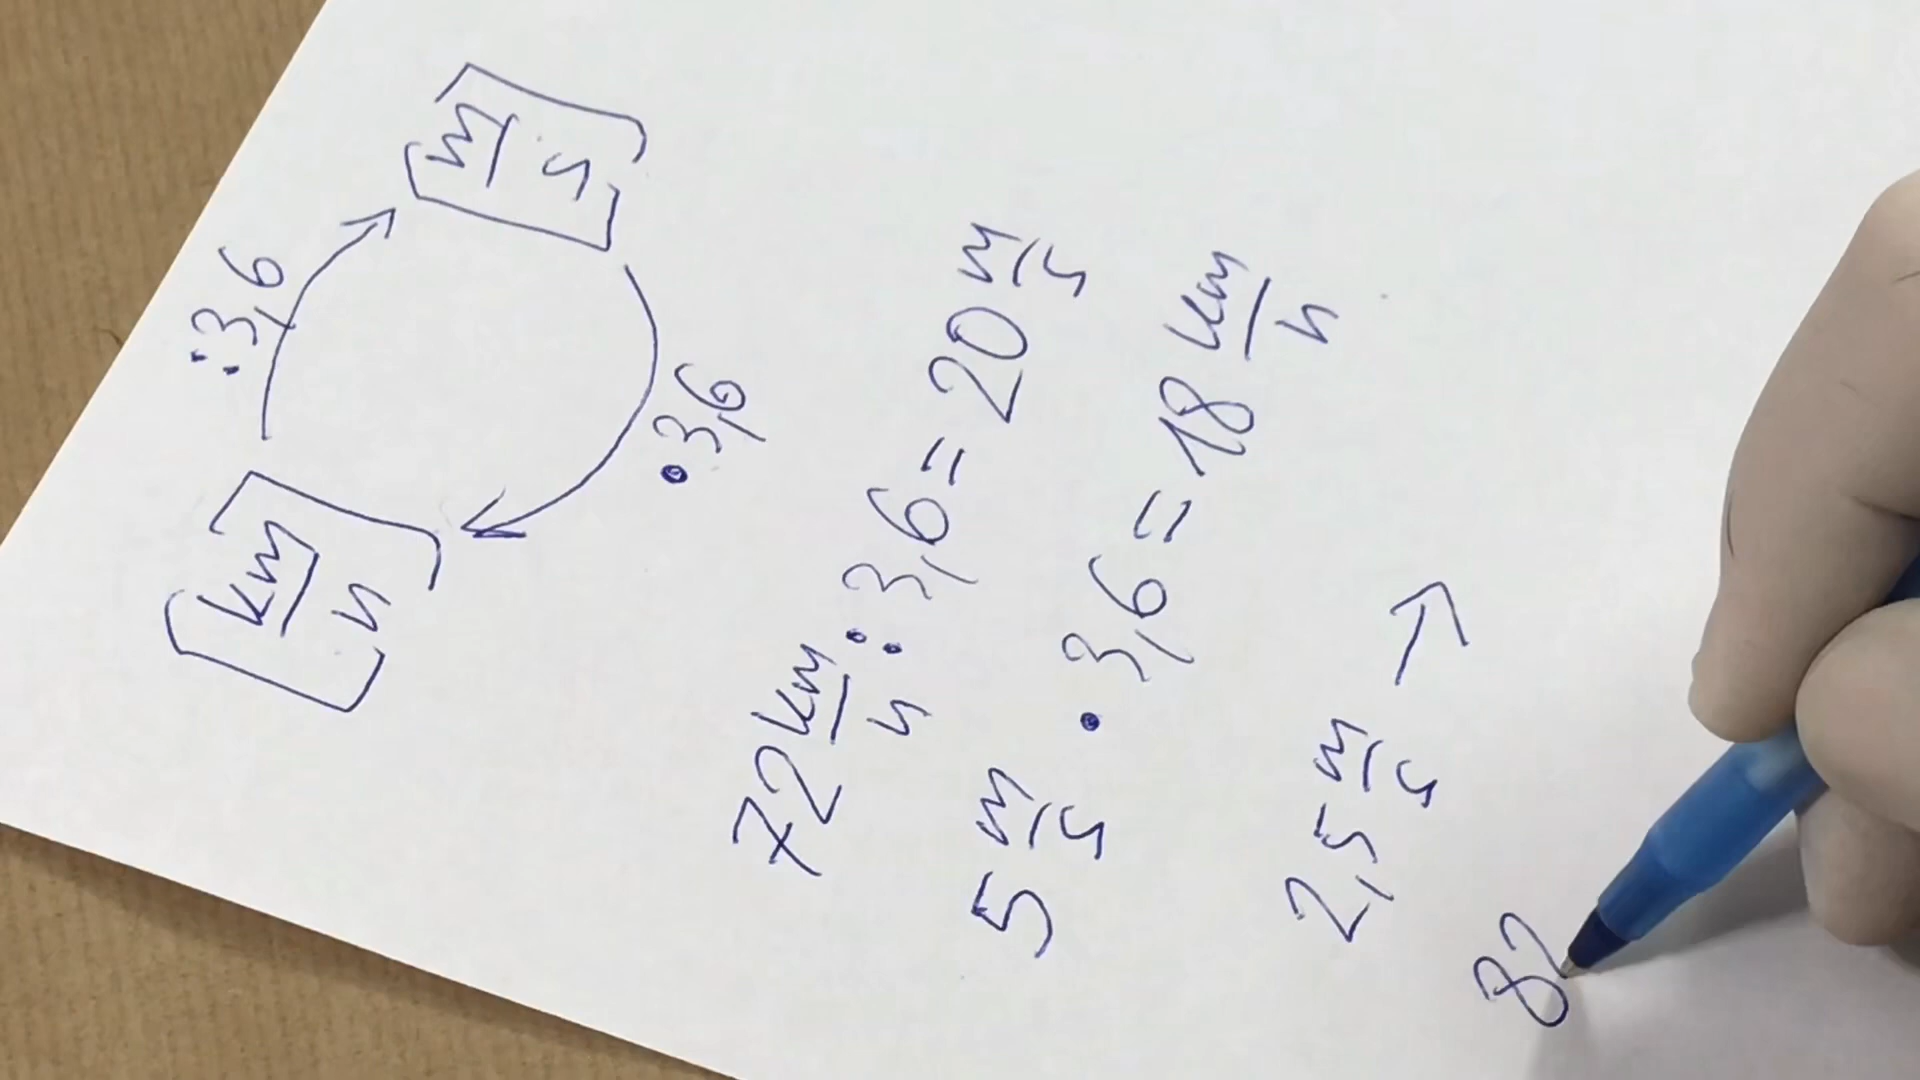 : 3,6
[km/h] [m/s]
· 3,6
72 km/h : 3,6 = 20 m/s
5 m/s · 3,6 = 18 km/h
2,5 m/s →
82